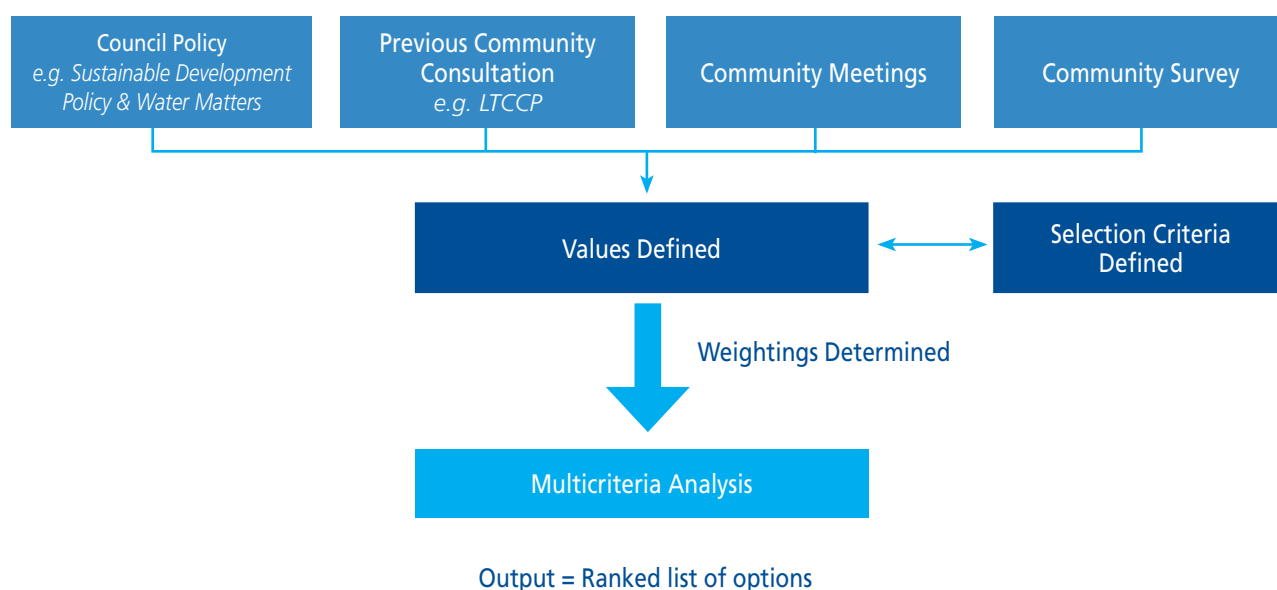 Council Policy
e.g. Sustainable Development
Policy & Water Matters
Previous Community
Consultation
e.g. LTCCP
Community Meetings
Community Survey
Values Defined
Selection Criteria
Defined
Weightings Determined
Multicriteria Analysis
Output = Ranked list of options